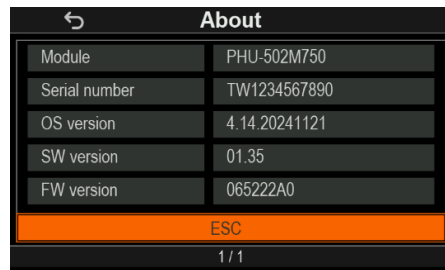 About
Module PHU-502M750
Serial number TW1234567890
OS version 4.14.20241121
SW version 01.35
FW version 065222A0
ESC
1 / 1